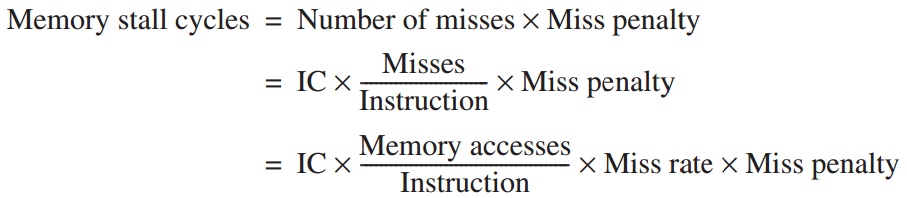 Memory stall cycles = Number of misses × Miss penalty
= IC × Misses / Instruction × Miss penalty
= IC × Memory accesses / Instruction × Miss rate × Miss penalty